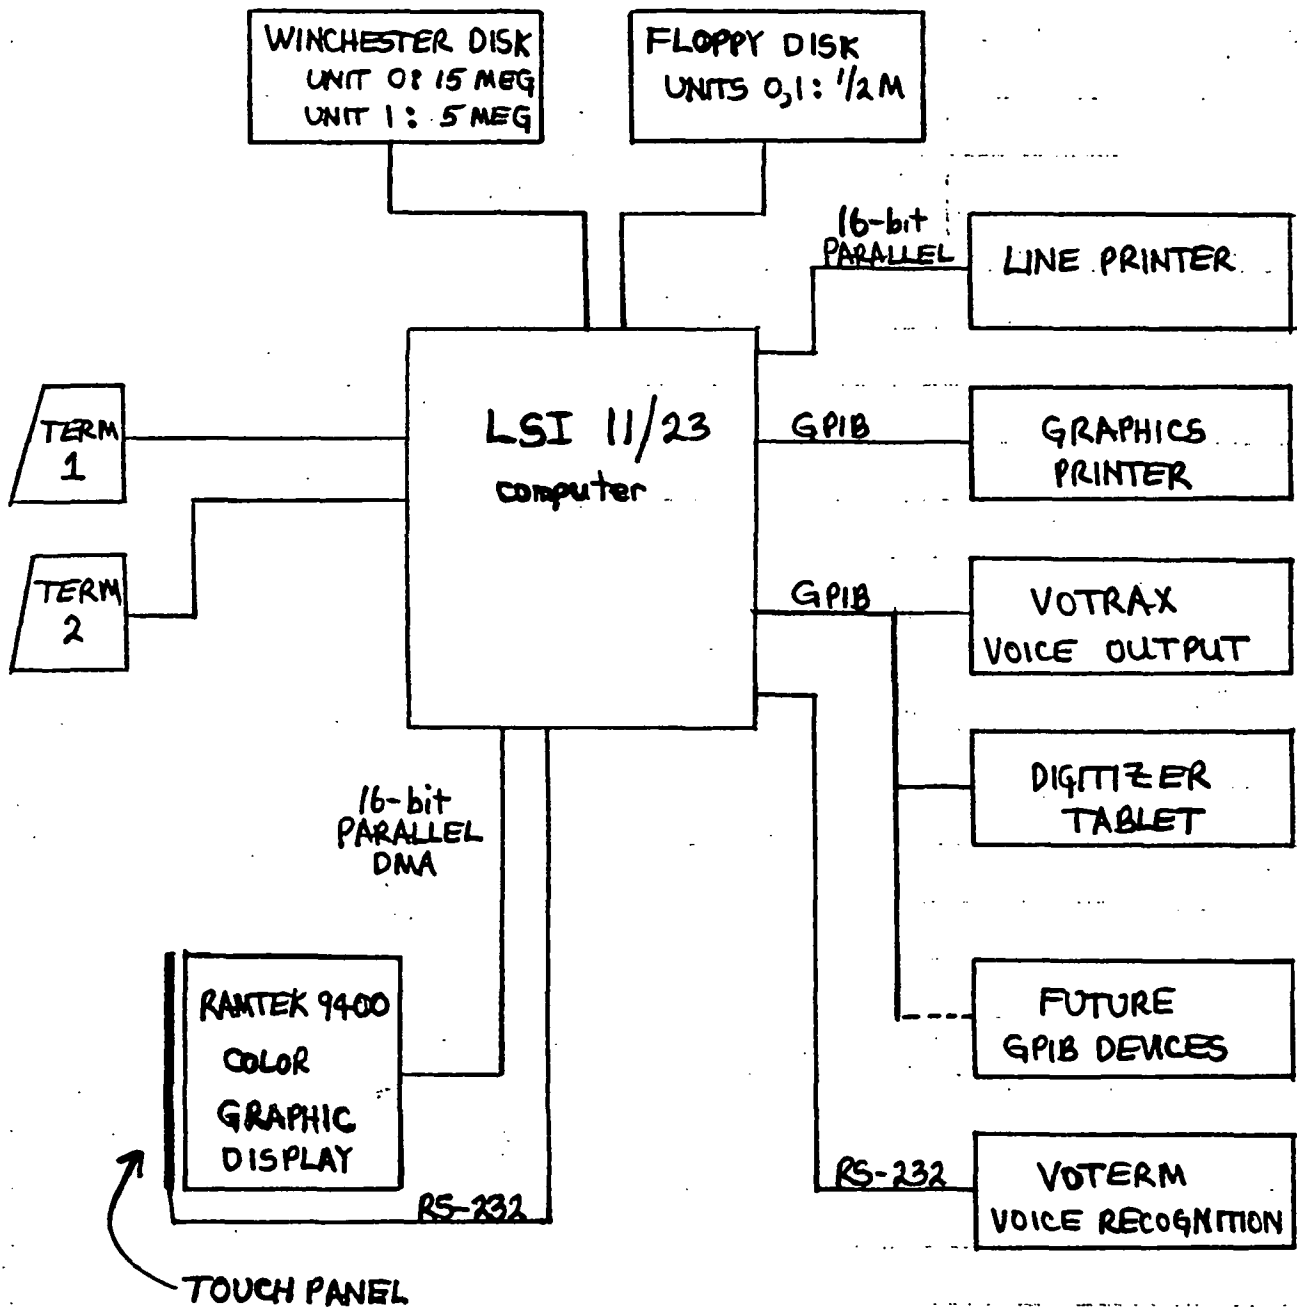 WINCHESTER DISK
UNIT 0: 15 MEG
UNIT 1: 5 MEG
FLOPPY DISK
UNITS 0,1: 1/2 M
16-bit
PARALLEL
LINE PRINTER
TERM
1
LSI 11/23
computer
GPIB
GRAPHICS
PRINTER
TERM
2
GPIB
VOTRAX
VOICE OUTPUT
DIGITIZER
TABLET
16-bit
PARALLEL
DMA
RAMTEK 9400
COLOR
GRAPHIC
DISPLAY
FUTURE
GPIB DEVICES
RS-232
RS-232
VOTERM
VOICE RECOGNITION
TOUCH PANEL